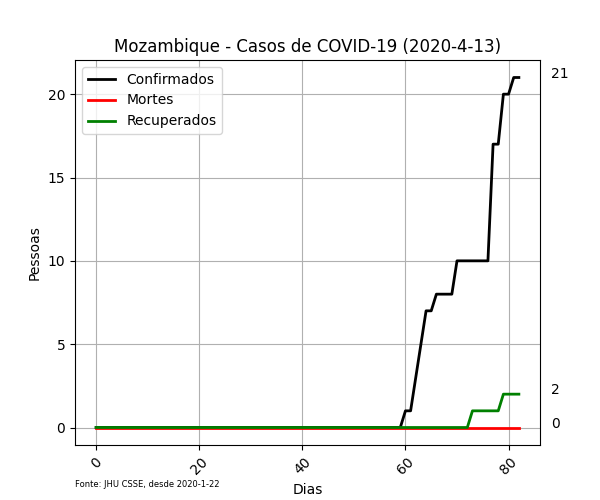 Mozambique - Casos de COVID-19 (2020-4-13)
Confirmados
Mortes
Recuperados
21
20
15
10
5
0
2
0
Pessoas
0 20 40 60 80
Dias
Fonte: JHU CSSE, desde 2020-1-22